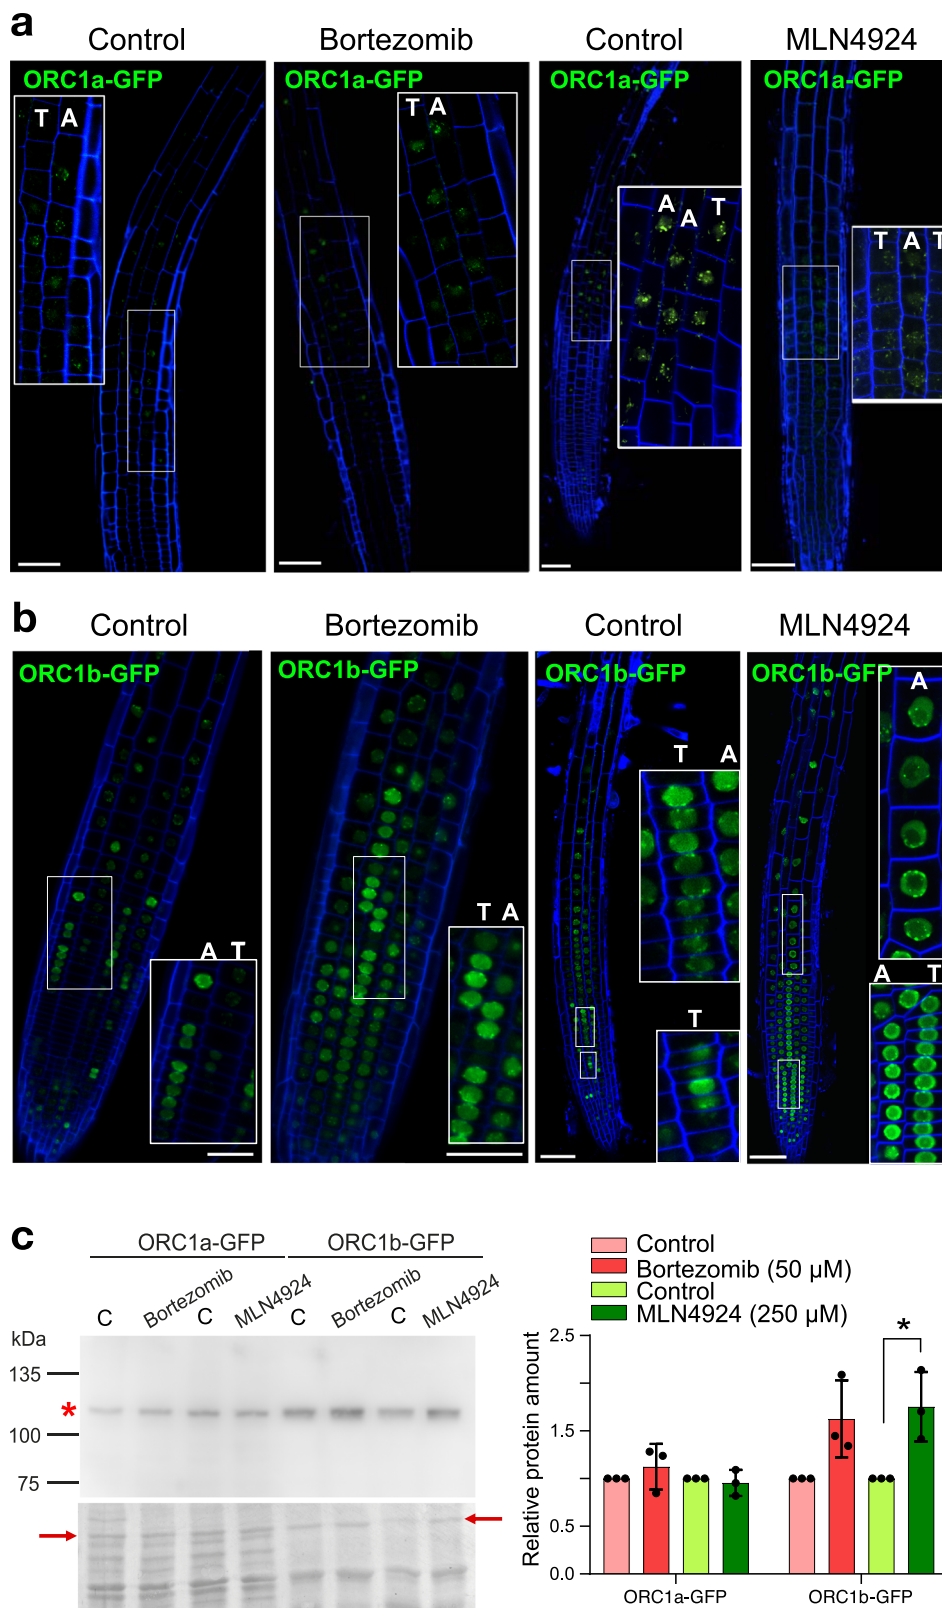 a
Control
Bortezomib
Control
MLN4924
ORC1a-GFP
ORC1a-GFP
ORC1a-GFP
ORC1a-GFP
T A
T A
A A T
T A T
b
Control
Bortezomib
Control
MLN4924
ORC1b-GFP
ORC1b-GFP
ORC1b-GFP
ORC1b-GFP
A T
T A
T A
T
A
A T
c
ORC1a-GFP
ORC1b-GFP
C
Bortezomib
C
MLN4924
C
Bortezomib
C
MLN4924
kDa
135
*
100
75
Control
Bortezomib (50 µM)
Control
MLN4924 (250 µM)
Relative protein amount
2.5
1.5
1
0.5
0.0
*
ORC1a-GFP
ORC1b-GFP